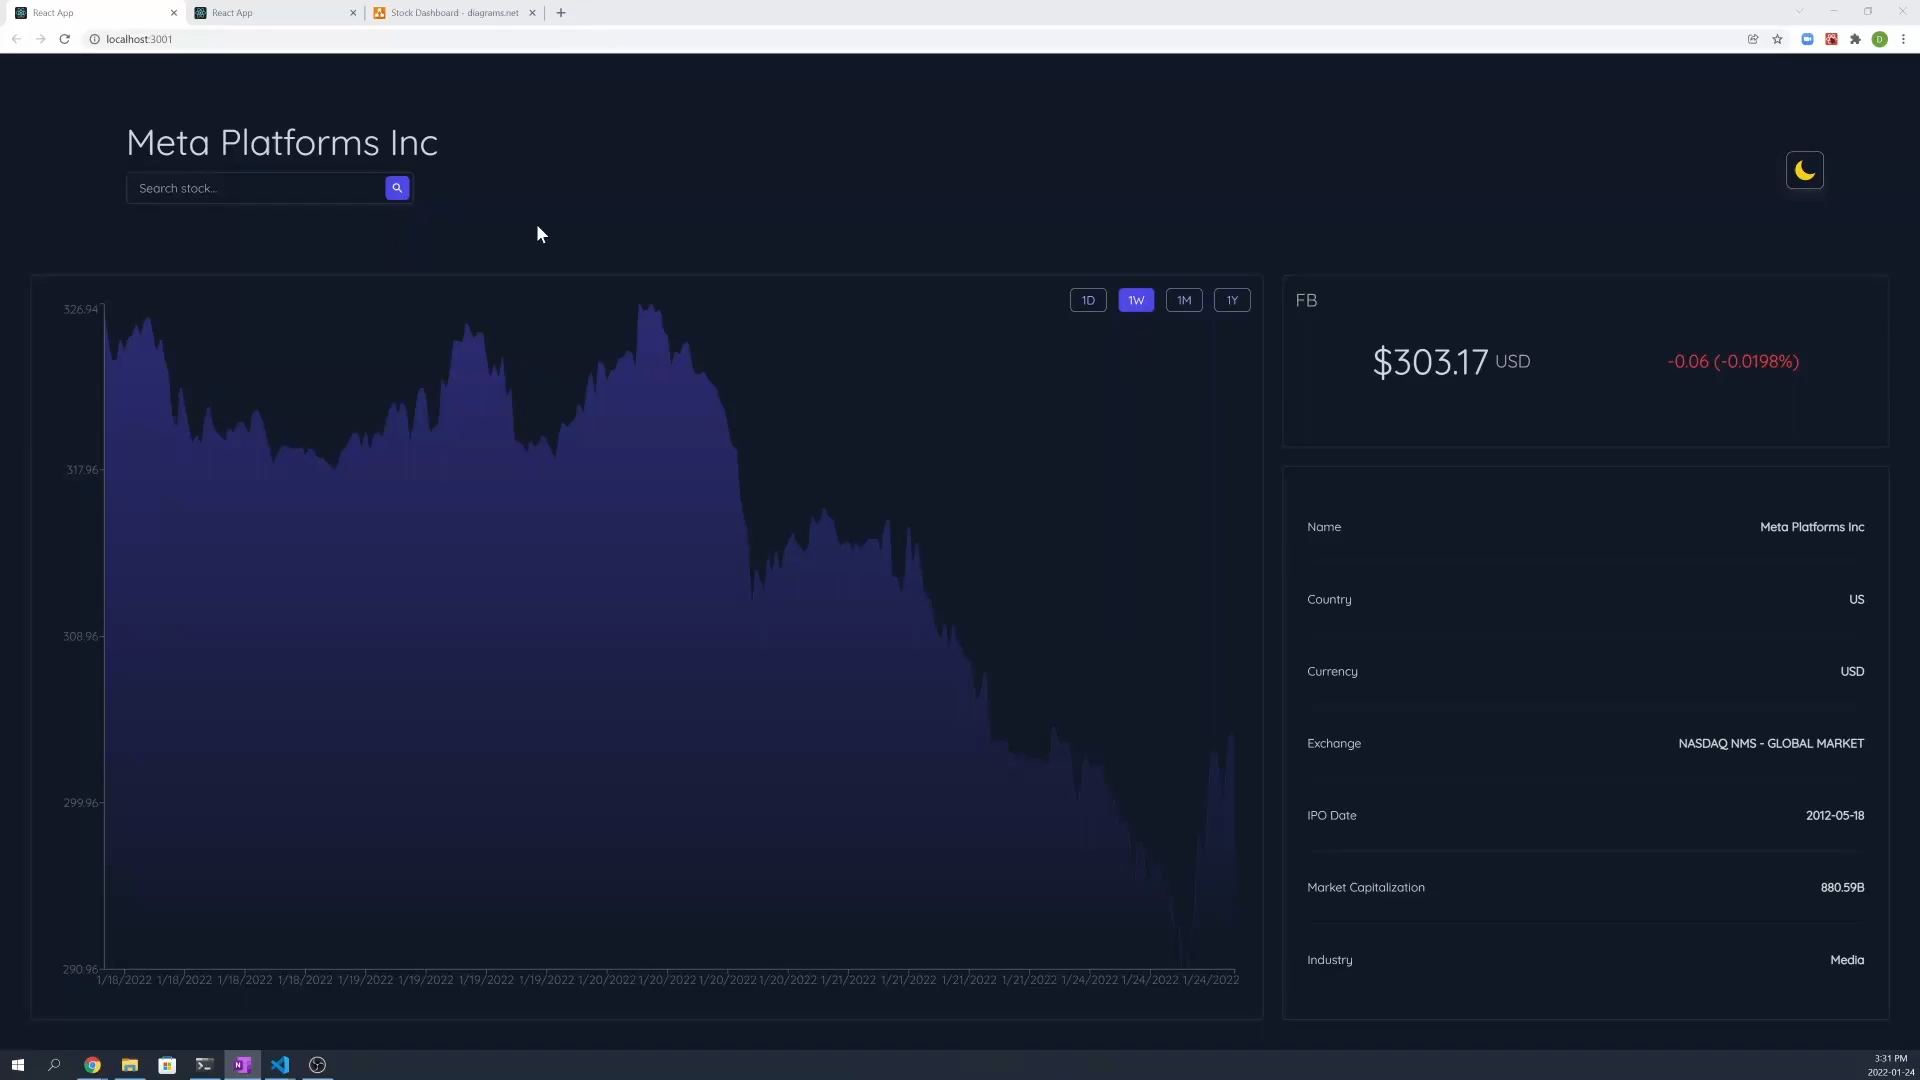 React App
React App
Stock Dashboard - diagrams.net
localhost:3001
D
Meta Platforms Inc
Search stock...
1D
1W
1M
1Y
326.94
317.96
308.96
299.96
290.96
1/18/2022 1/18/2022 1/18/2022 1/18/2022 1/19/2022 1/19/2022 1/19/2022 1/19/2022 1/20/2022 1/20/2022 1/20/2022 1/20/2022 1/21/2022 1/21/2022 1/21/2022 1/21/2022 1/24/2022 1/24/2022 1/24/2022
FB
$303.17 USD
-0.06 (-0.0198%)
Name Meta Platforms Inc
Country US
Currency USD
Exchange NASDAQ NMS - GLOBAL MARKET
IPO Date 2012-05-18
Market Capitalization 880.59B
Industry Media
N
3:31 PM
2022-01-24